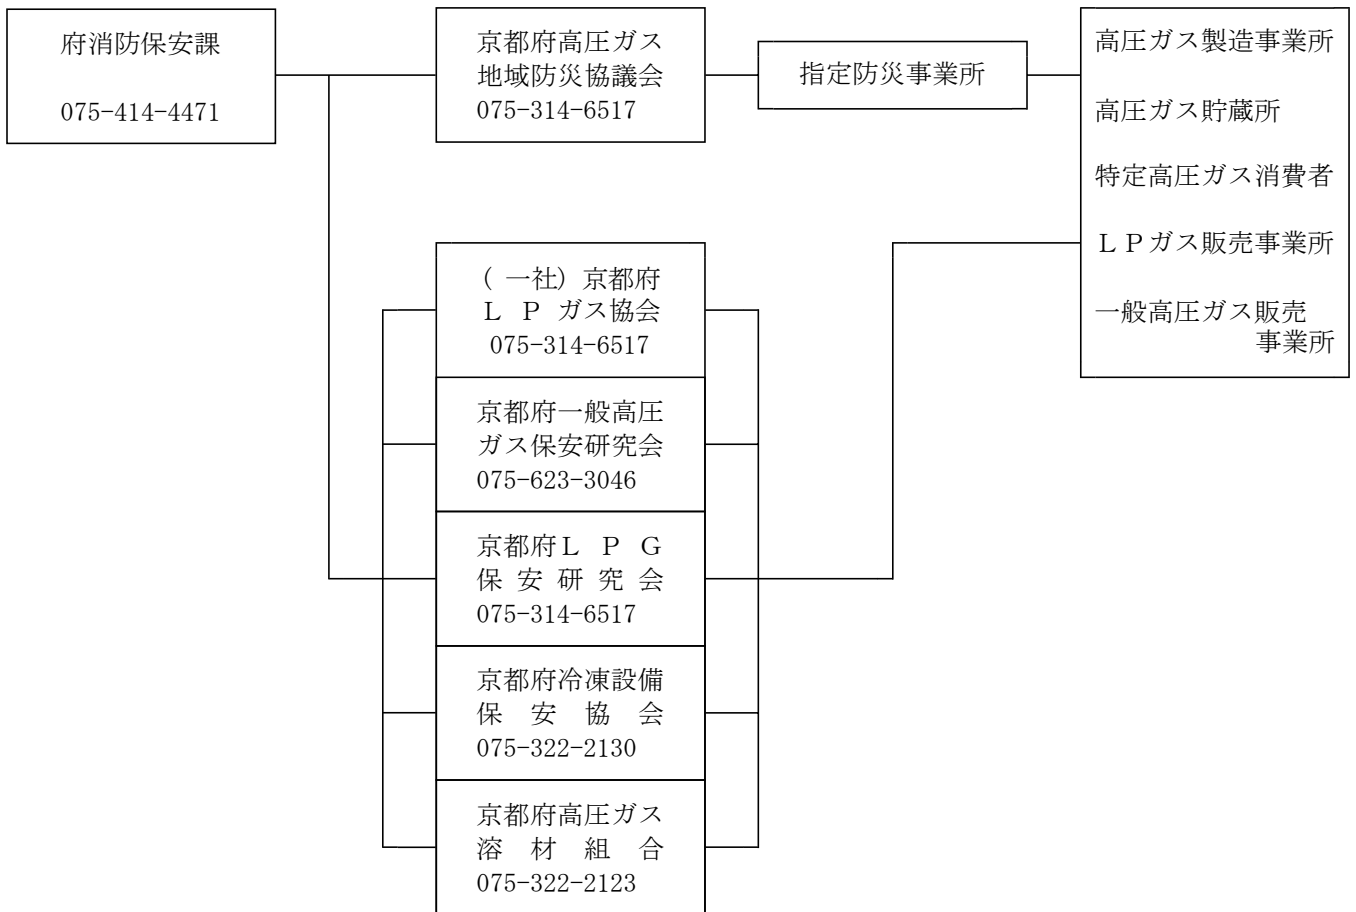 府消防保安課
075-414-4471
京都府高圧ガス
地域防災協議会
075-314-6517
指定防災事業所
高圧ガス製造事業所
高圧ガス貯蔵所
特定高圧ガス消費者
ＬＰガス販売事業所
一般高圧ガス販売
事業所
(一社) 京都府
Ｌ Ｐ ガス協会
075-314-6517
京都府一般高圧
ガス保安研究会
075-623-3046
京都府Ｌ Ｐ Ｇ
保 安 研 究 会
075-314-6517
京都府冷凍設備
保 安 協 会
075-322-2130
京都府高圧ガス
溶 材 組 合
075-322-2123